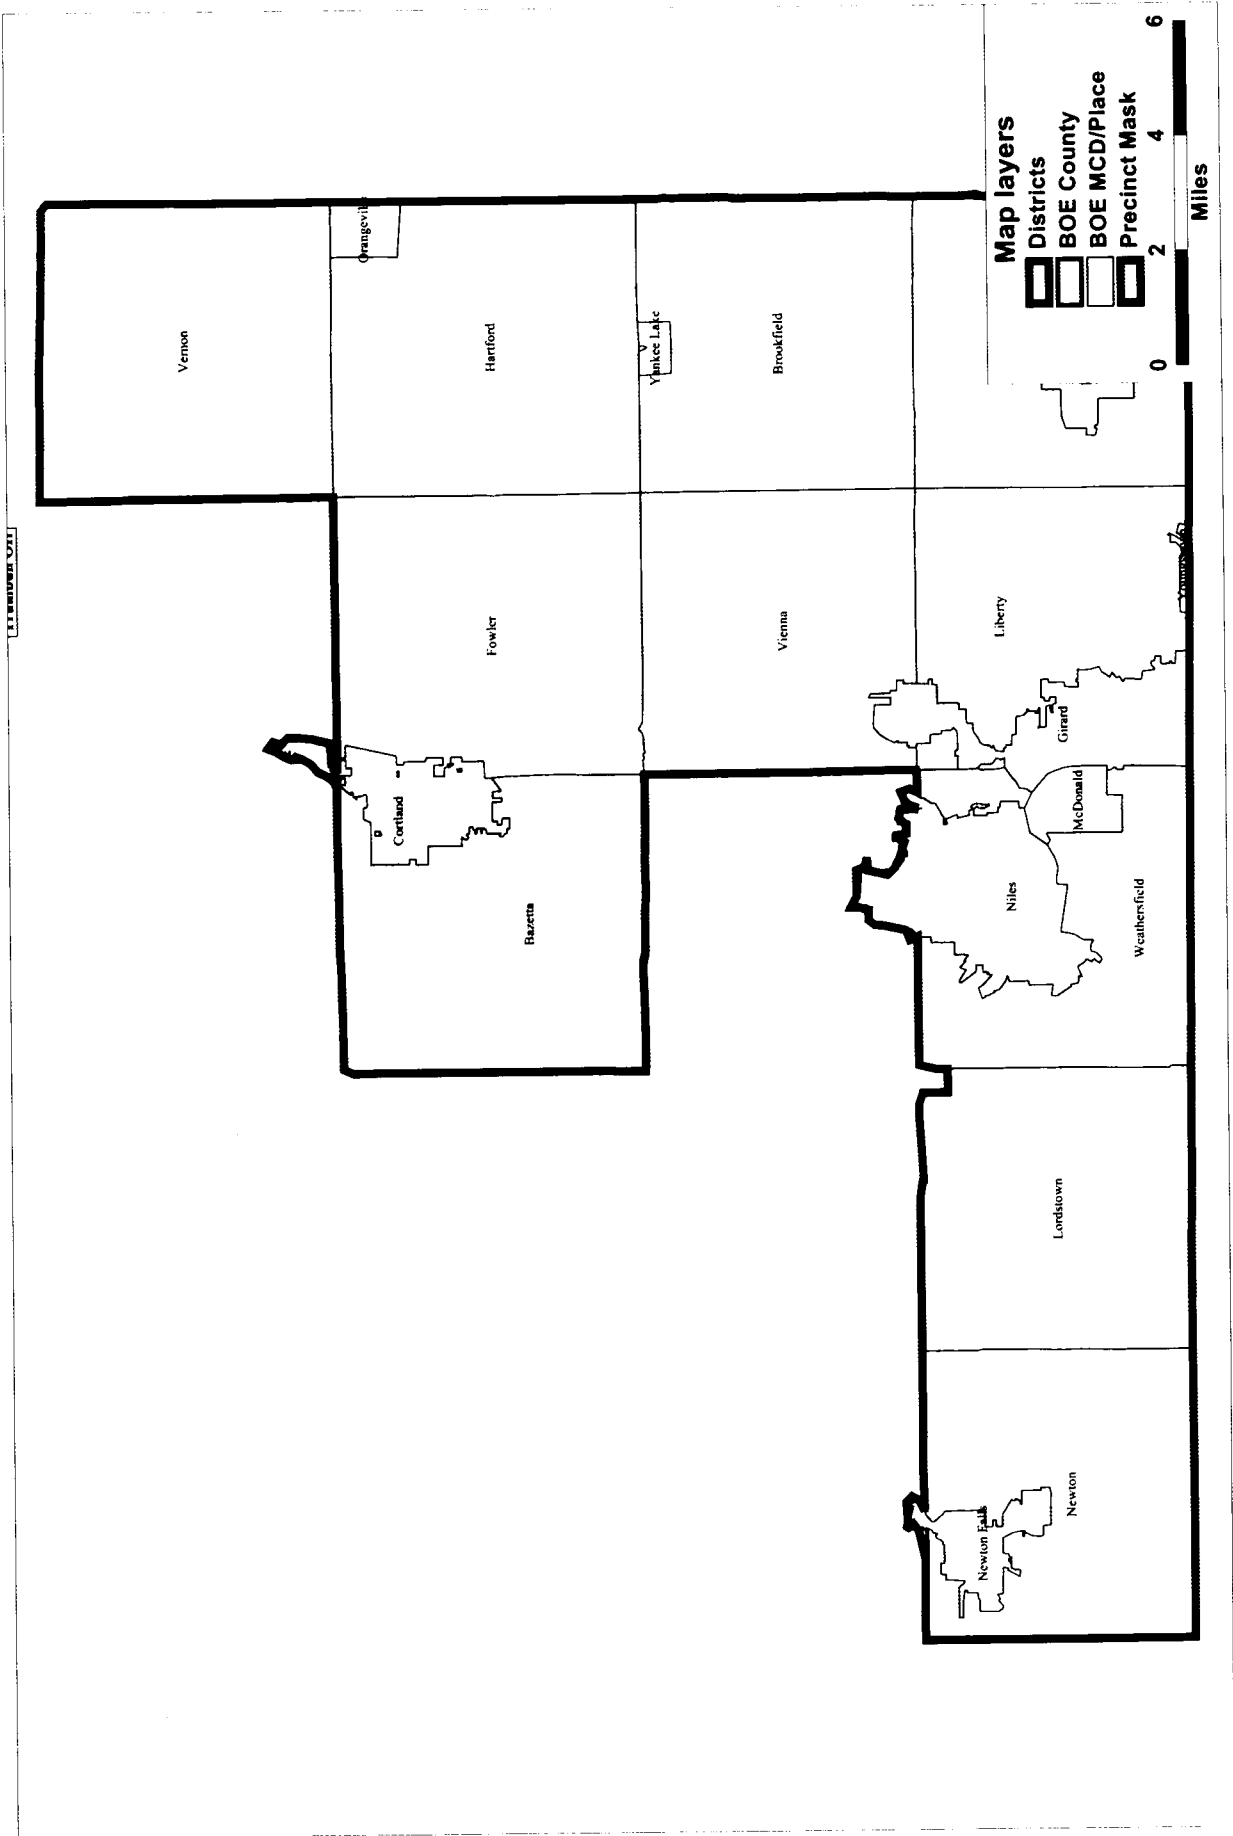 Vernon
Orangeville
Hartford
Yankee Lake
Brookfield
Fowler
Vienna
Liberty
Girard
Cortland
Bazetta
McDonald
Niles
Weathersfield
Lordstown
Newton Falls
Newton
Map layers
Districts
BOE County
BOE MCD/Place
Precinct Mask
0 2 4 6
Miles